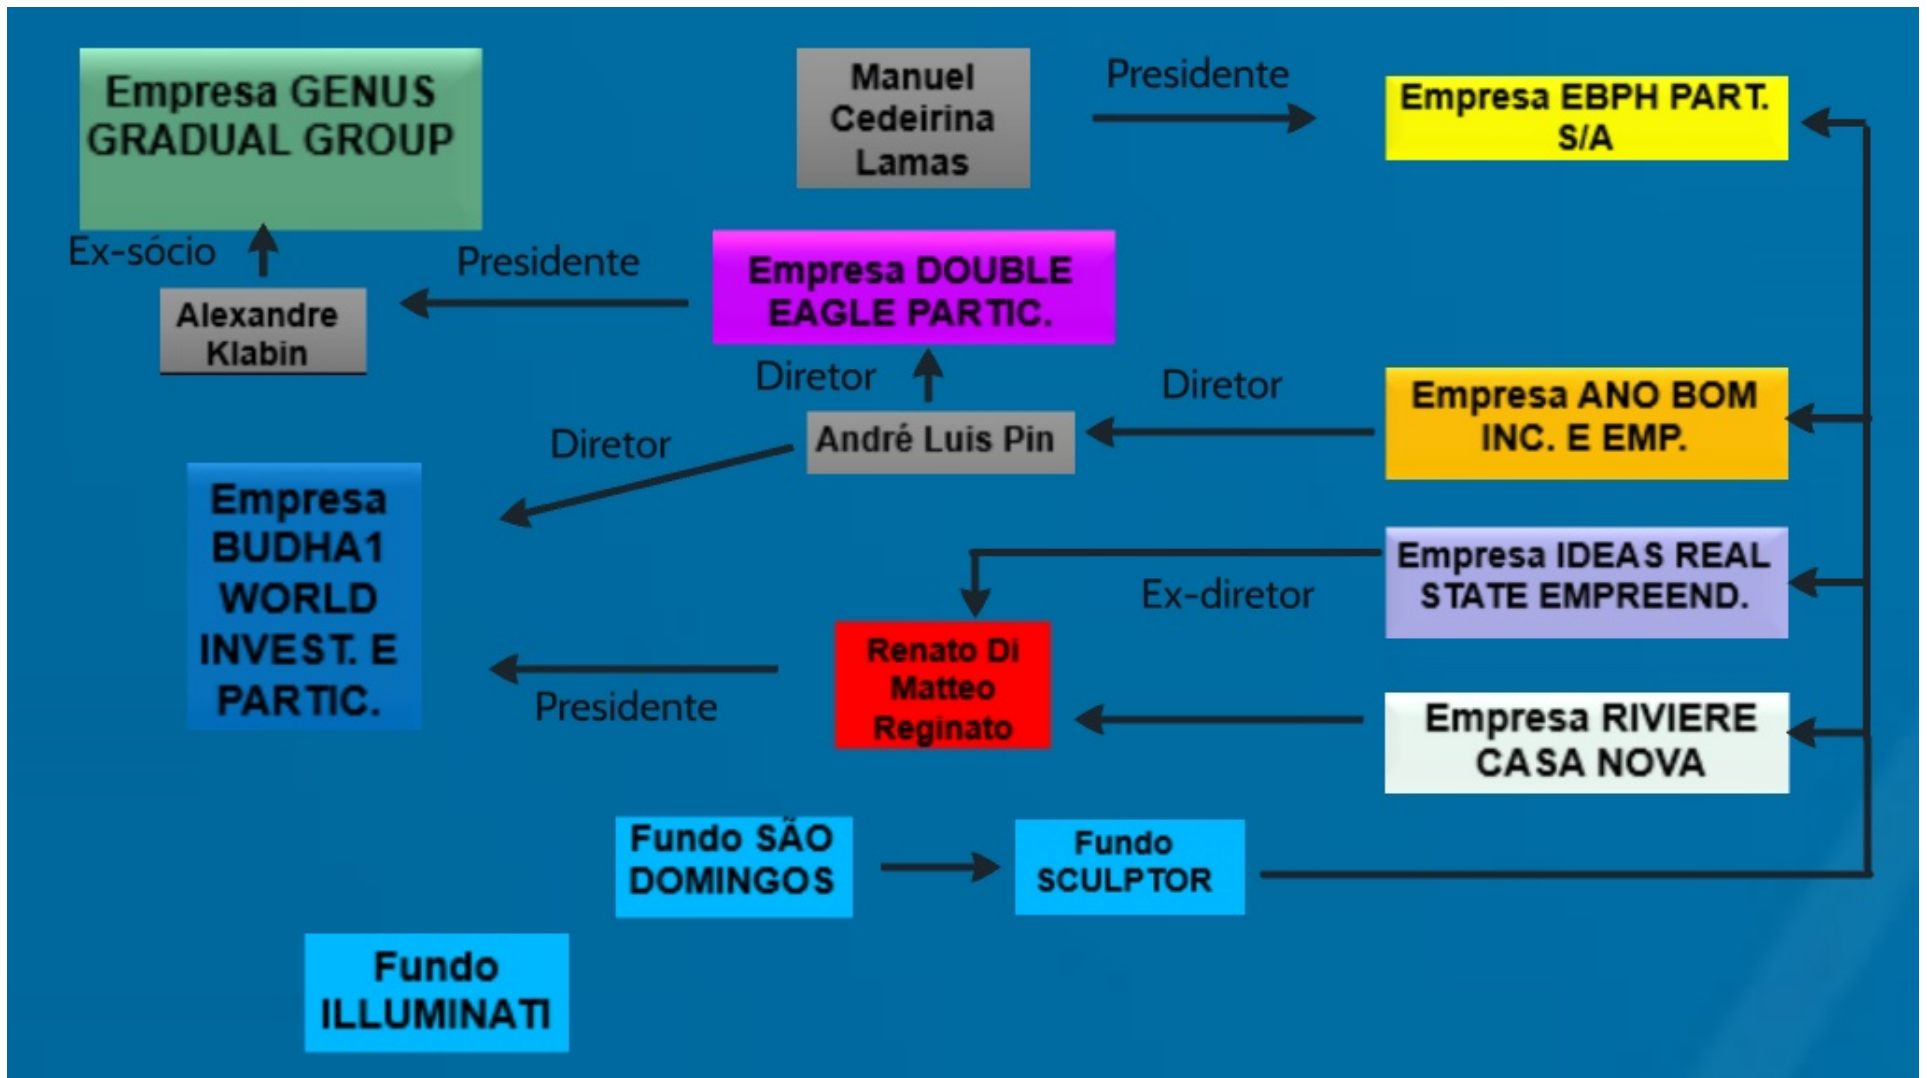 Empresa GENUS
GRADUAL GROUP
Manuel
Cedeirina
Lamas
Presidente
Empresa EBPH PART.
S/A
Ex-sócio
Alexandre
Klabin
Presidente
Empresa DOUBLE
EAGLE PARTIC.
Diretor
André Luis Pin
Diretor
Empresa ANO BOM
INC. E EMP.
Diretor
Empresa
BUDHA1
WORLD
INVEST. E
PARTIC.
Empresa IDEAS REAL
STATE EMPREEND.
Ex-diretor
Renato Di
Matteo
Reginato
Presidente
Empresa RIVIERE
CASA NOVA
Fundo SÃO
DOMINGOS
Fundo
SCULPTOR
Fundo
ILLUMINATI